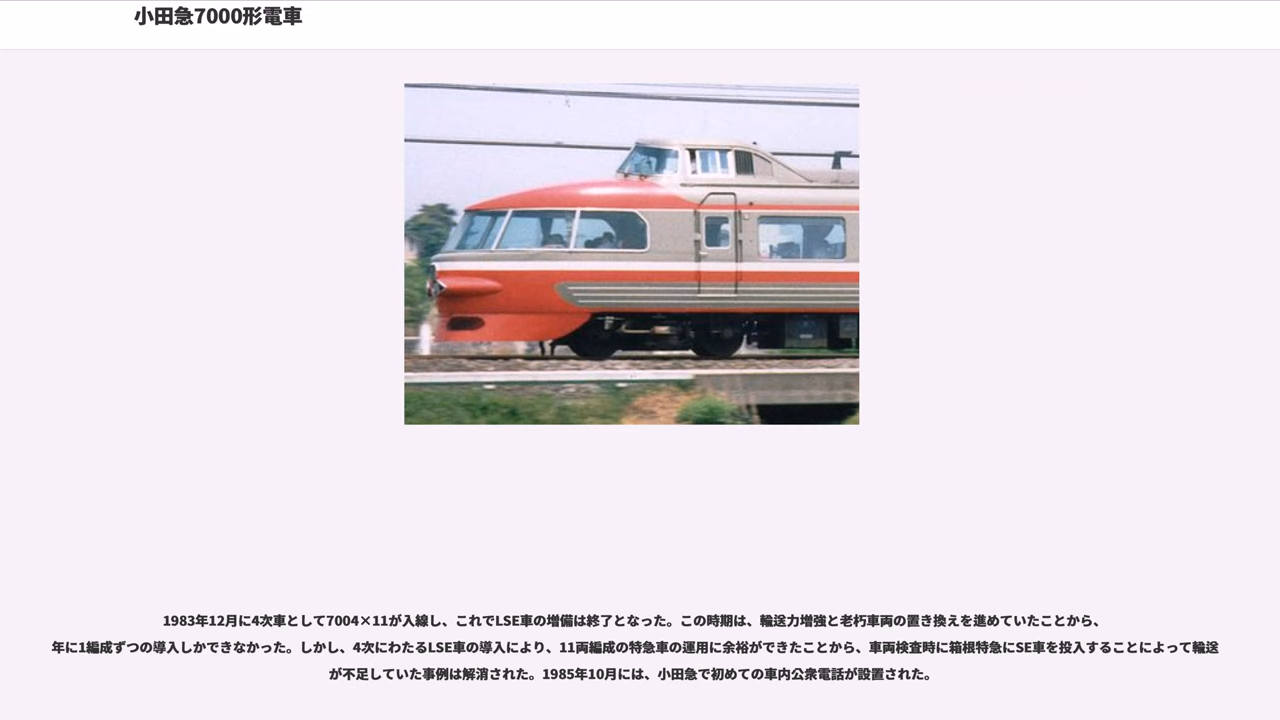 小田急7000形電車
1983年12月に4次車として7004×11が入線し、これでLSE車の増備は終了となった。この時期は、輸送力増強と老朽車両の置き換えを進めていたことから、
年に1編成ずつの導入しかできなかった。しかし、4次にわたるLSE車の導入により、11両編成の特急車の運用に余裕ができたことから、車両検査時に箱根特急にSE車を投入することによって輸送
が不足していた事例は解消された。1985年10月には、小田急で初めての車内公衆電話が設置された。